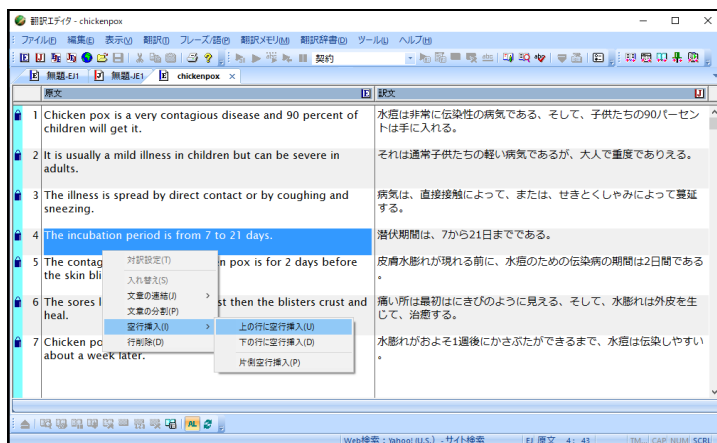 翻訳エディタ - chickenpox
ファイル(F) 編集(E) 表示(V) 翻訳(T) フレーズ/語(P) 翻訳メモリ(M) 翻訳辞書(D) ツール(L) ヘルプ(H)
契約
無題-EJ1 無題-JE1 chickenpox ×
原文 E 訳文 J
1 Chicken pox is a very contagious disease and 90 percent of
children will get it.
水痘は非常に伝染性の病気である、そして、子供たちの90パーセン
トは手に入れる。
2 It is usually a mild illness in children but can be severe in
adults.
それは通常子供たちの軽い病気であるが、大人で重度でありえる。
3 The illness is spread by direct contact or by coughing and
sneezing.
病気は、直接接触によって、または、せきとくしゃみによって蔓延
する。
4 The incubation period is from 7 to 21 days.
潜伏期間は、7から21日までである。
5 The contag
n pox is for 2 days before
the skin bli
皮膚水膨れが現れる前に、水痘のための伝染病の期間は2日間である
。
6 The sores l
st then the blisters crust and
heal.
痛い所は最初はにきびのように見える、そして、水膨れが外皮を生
じて、治癒する。
7 Chicken po
about a week later.
水膨れがおよそ1週後にかさぶたができるまで、水痘は伝染しやすい
。
対訳設定(T)
入れ替え(S)
文章の連結(J)
文章の分割(P)
空行挿入(I)
行削除(D)
上の行に空行挿入(U)
下の行に空行挿入(D)
片側空行挿入(P)
AL
Web検索 : Yahoo! (U.S.) - サイト検索 EJ 原文 4: 43 TM CAP NUM SCRL